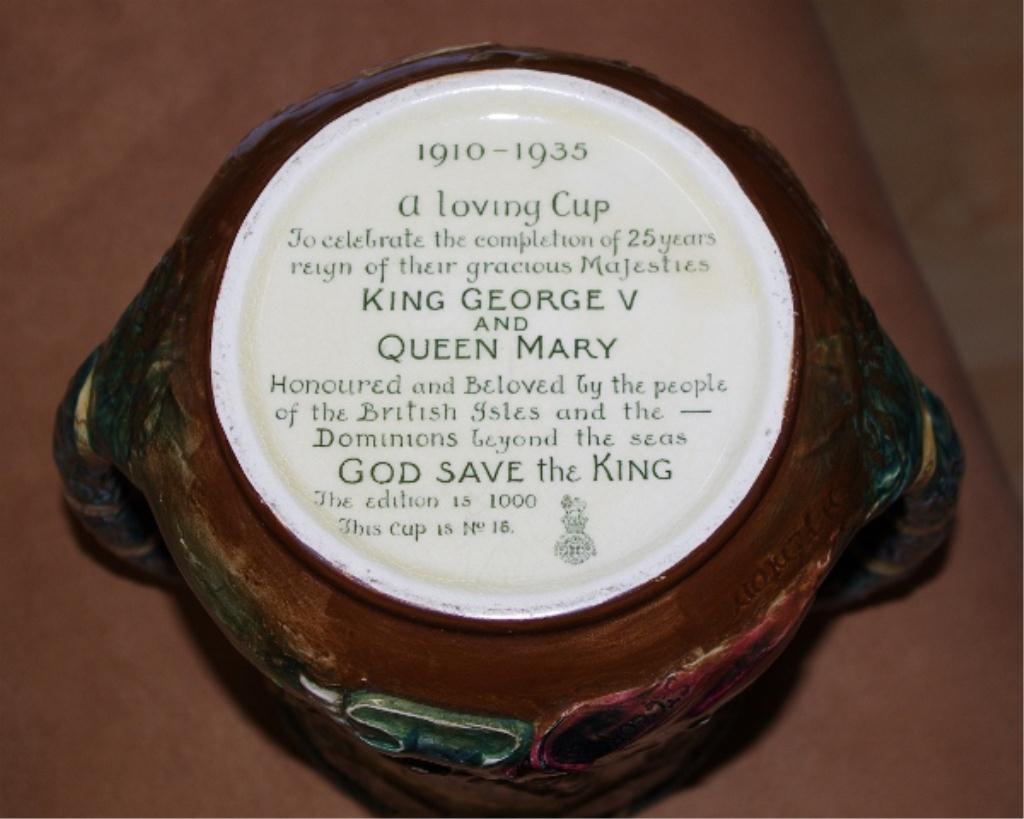 1910-1935
a loving Cup
To celebrate the completion of 25 years
reign of their gracious Majesties
KING GEORGE V
AND
QUEEN MARY
Honoured and Beloved by the people
of the British Isles and the —
Dominions beyond the seas
GOD SAVE the KING
The edition is 1000
This Cup is No 16.